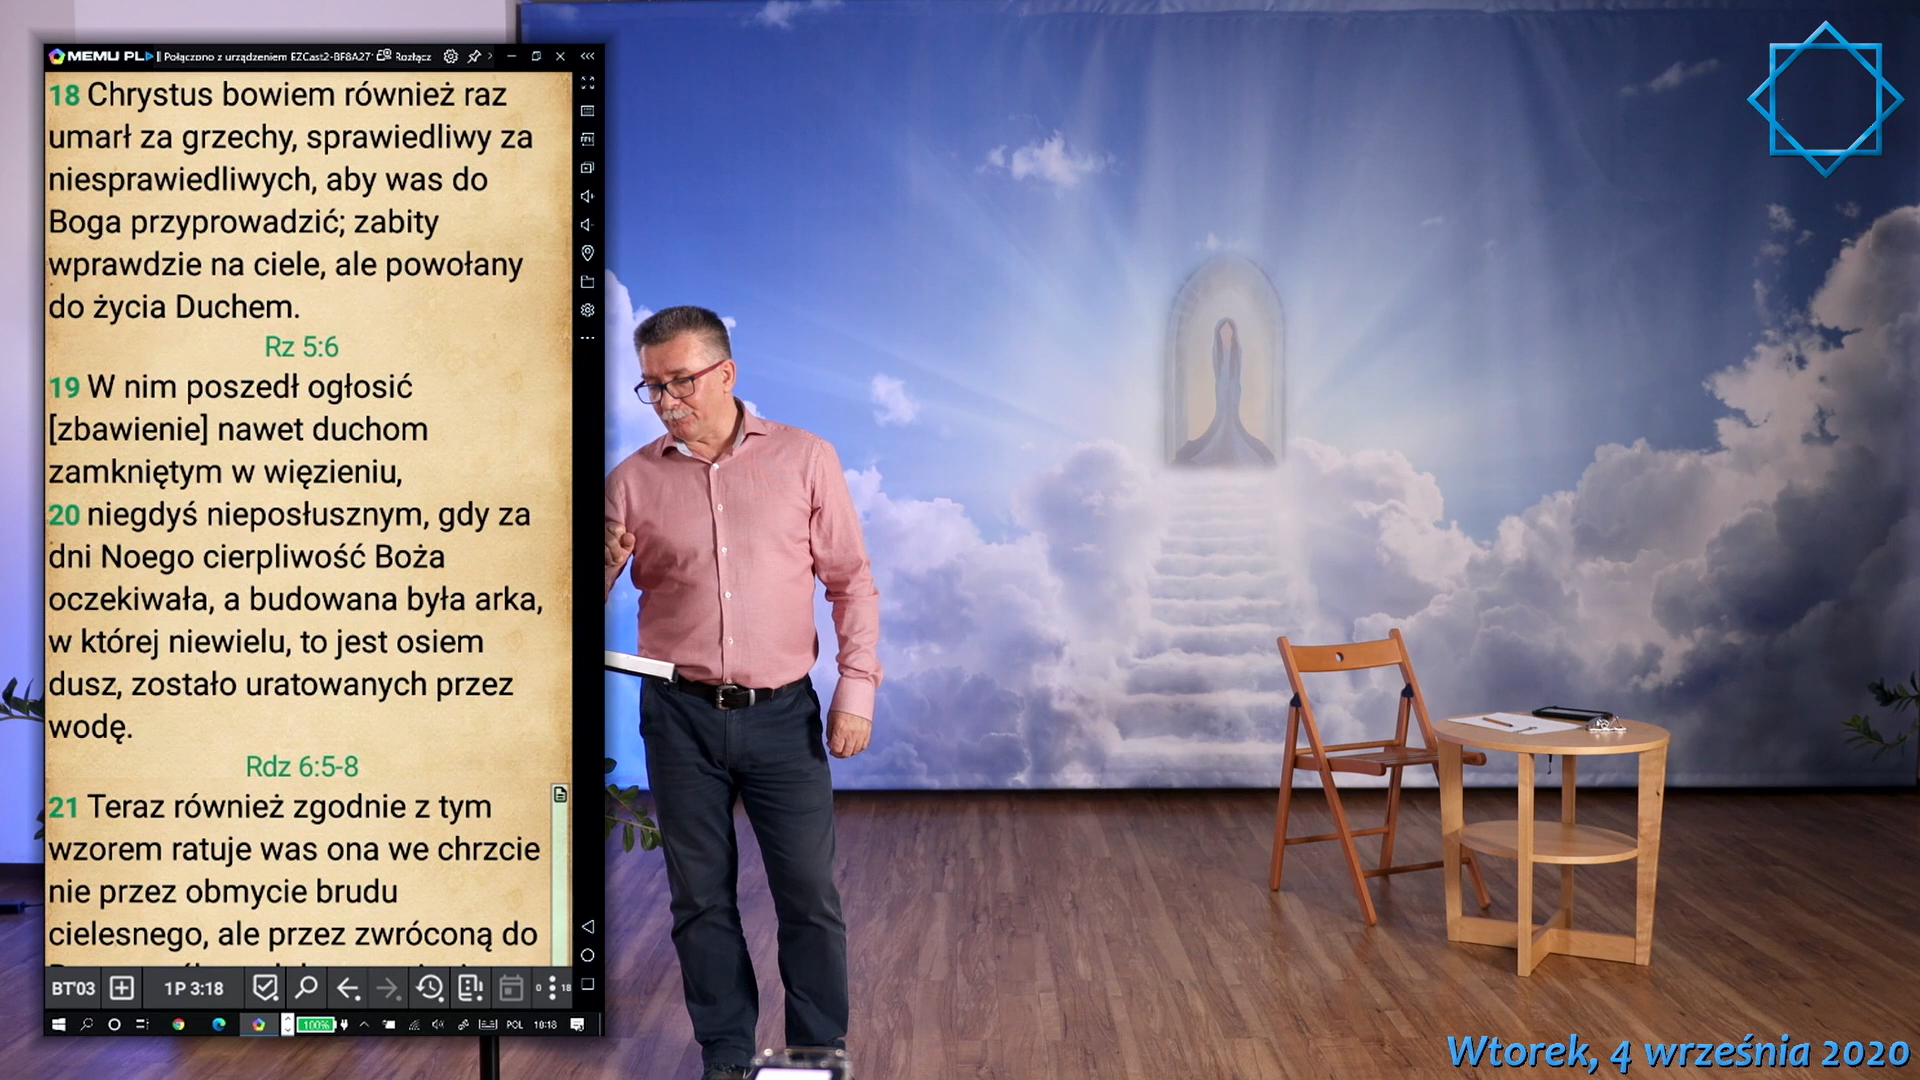 MEMU PL
Połączono z urządzeniem EZCast2-BF8A27
Rozłącz
18 Chrystus bowiem również raz
umarł za grzechy, sprawiedliwy za
niesprawiedliwych, aby was do
Boga przyprowadzić; zabity
wprawdzie na ciele, ale powołany
do życia Duchem.
Rz 5:6
19 W nim poszedł ogłosić
[zbawienie] nawet duchom
zamkniętym w więzieniu,
20 niegdyś nieposłusznym, gdy za
dni Noego cierpliwość Boża
oczekiwała, a budowana była arka,
w której niewielu, to jest osiem
dusz, zostało uratowanych przez
wodę.
Rdz 6:5-8
21 Teraz również zgodnie z tym
wzorem ratuje was ona we chrzcie
nie przez obmycie brudu
cielesnego, ale przez zwróconą do
BT'03 1P 3:18 0 18
100% POL 18:18
Wtorek, 4 września 2020